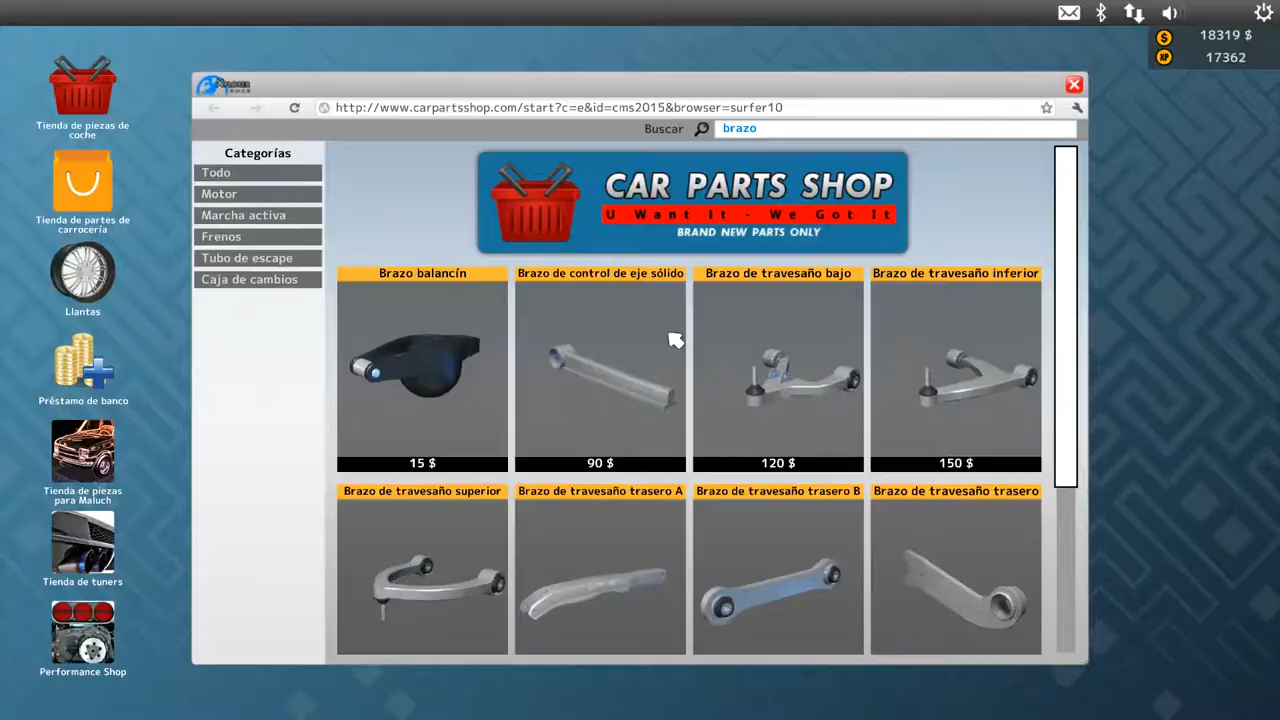 18319 $
17362
Tienda de piezas de
coche
Tienda de partes de
carrocería
Llantas
Préstamo de banco
Tienda de piezas
para Maluch
Tienda de tuners
Performance Shop
http://www.carpartsshop.com/start?c=e&id=cms2015&browser=surfer10
Buscar
brazo
Categorías
Todo
Motor
Marcha activa
Frenos
Tubo de escape
Caja de cambios
CAR PARTS SHOP
U Want It - We Got It
BRAND NEW PARTS ONLY
Brazo balancín
Brazo de control de eje sólido
Brazo de travesaño bajo
Brazo de travesaño inferior
15 $
90 $
120 $
150 $
Brazo de travesaño superior
Brazo de travesaño trasero A
Brazo de travesaño trasero B
Brazo de travesaño trasero